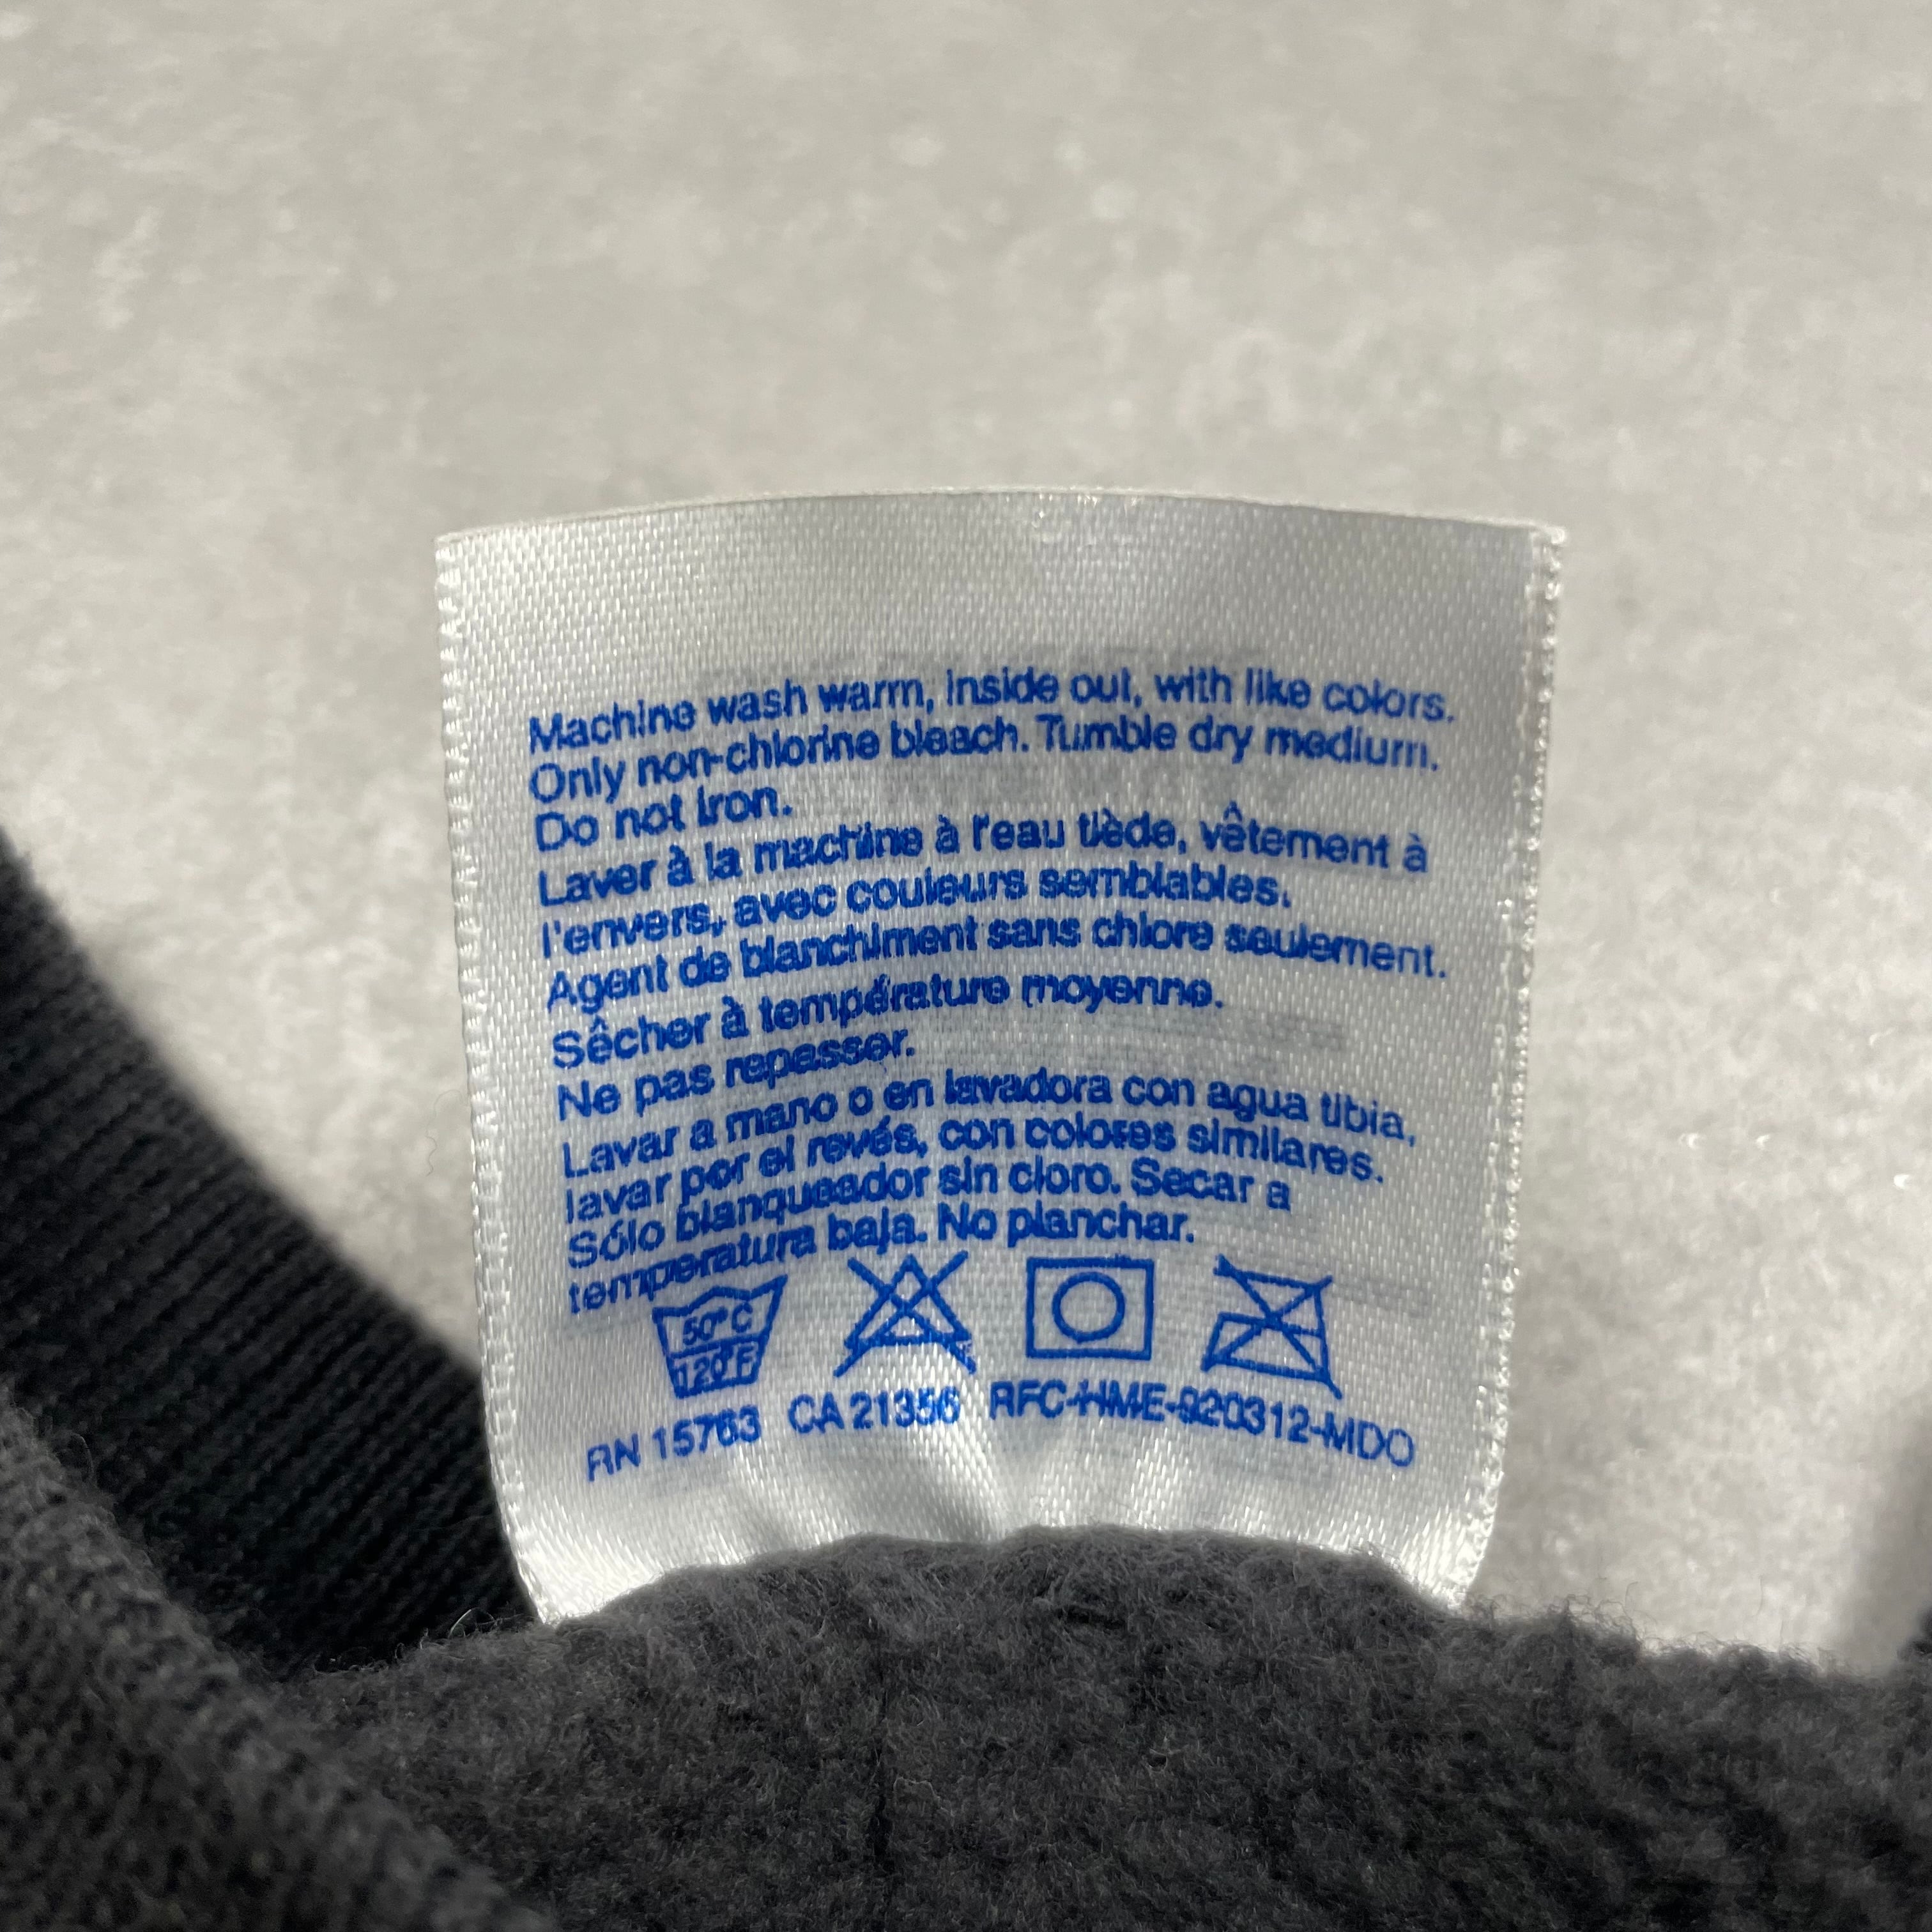 Machine wash warm, inside out, with like colors.
Only non-chlorine bleach. Tumble dry medium.
Do not iron.
Laver à la machine à l'eau tiède, vêtement à
l'envers, avec couleurs semblables.
Agent de blanchiment sans chlore seulement.
Sécher à température moyenne.
Ne pas repasser.
Lavar a mano o en lavadora con agua tibia,
lavar por el revés, con colores similares.
Sólo blanqueador sin cloro. Secar a
temperatura baja. No planchar.
50°C
120°F
RN 15763 CA 21356 RFC-HME-920312-MDO